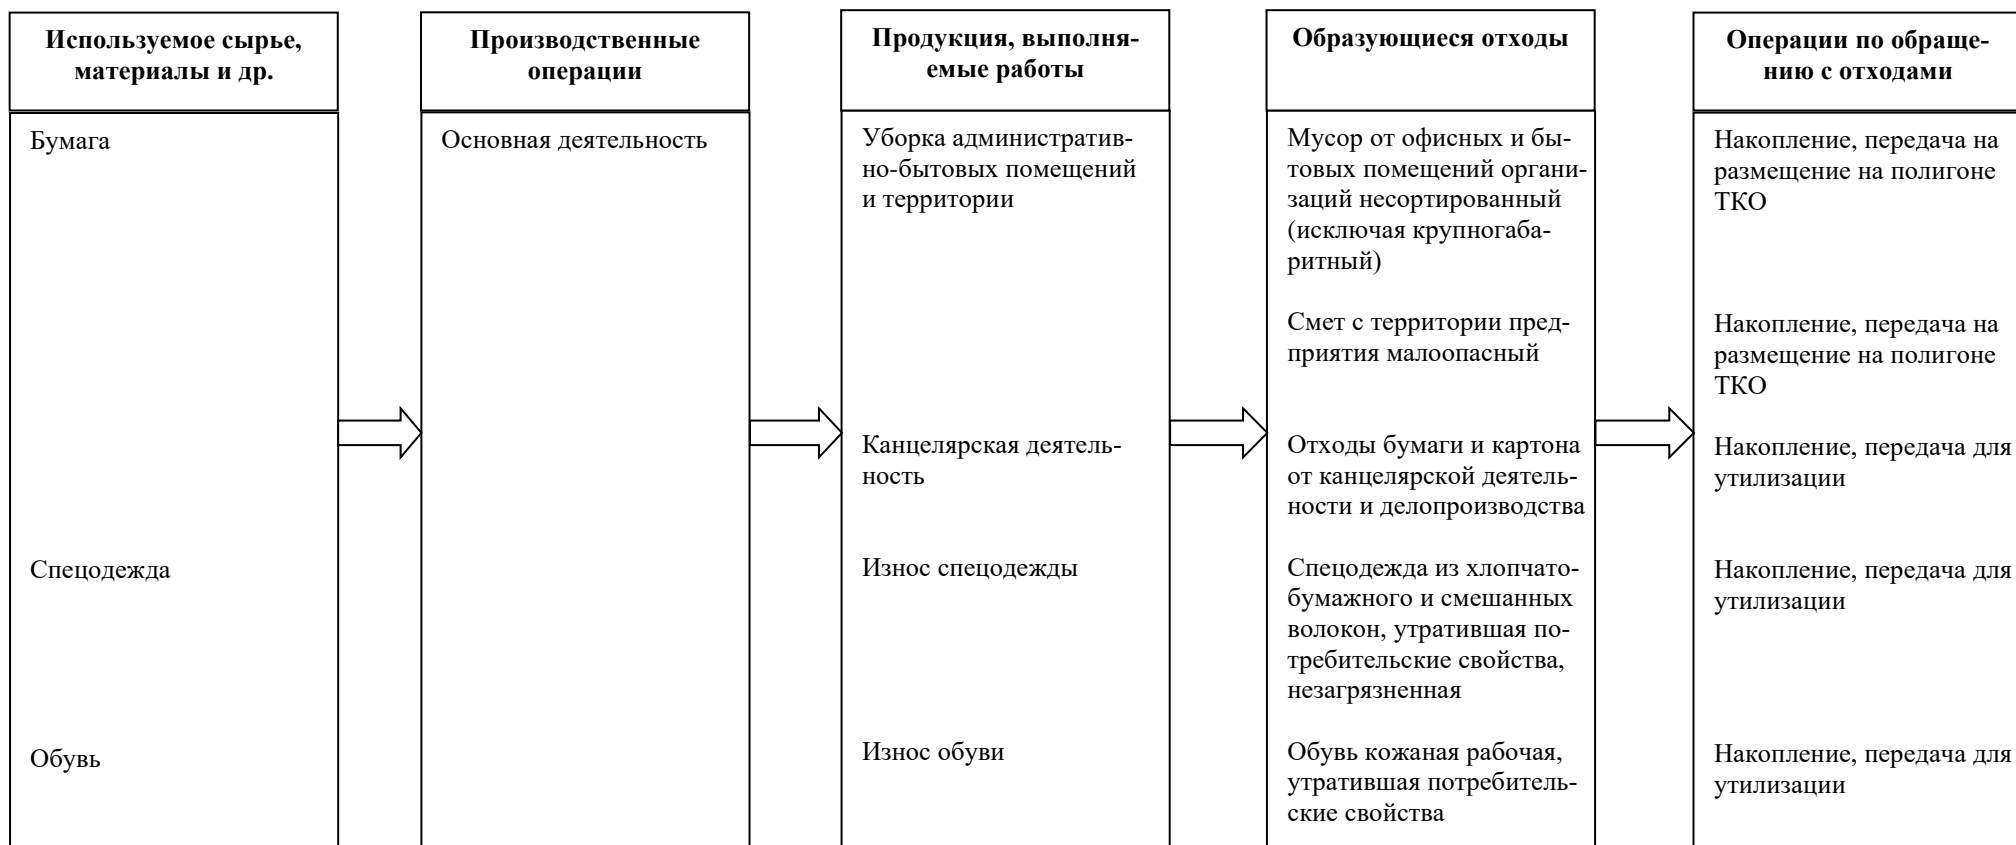 Используемое сырье,
материалы и др.
Производственные
операции
Продукция, выполня-
емые работы
Образующиеся отходы
Операции по обраще-
нию с отходами
Бумага
Спецодежда
Обувь
Основная деятельность
Уборка административ-
но-бытовых помещений
и территории
Канцелярская деятель-
ность
Износ спецодежды
Износ обуви
Мусор от офисных и бы-
товых помещений органи-
заций несортированный
(исключая крупногаба-
ритный)
Смет с территории пред-
приятия малоопасный
Отходы бумаги и картона
от канцелярской деятель-
ности и делопроизводства
Спецодежда из хлопчато-
бумажного и смешанных
волокон, утратившая по-
требительские свойства,
незагрязненная
Обувь кожаная рабочая,
утратившая потребитель-
ские свойства
Накопление, передача на
размещение на полигоне
ТКО
Накопление, передача на
размещение на полигоне
ТКО
Накопление, передача для
утилизации
Накопление, передача для
утилизации
Накопление, передача для
утилизации